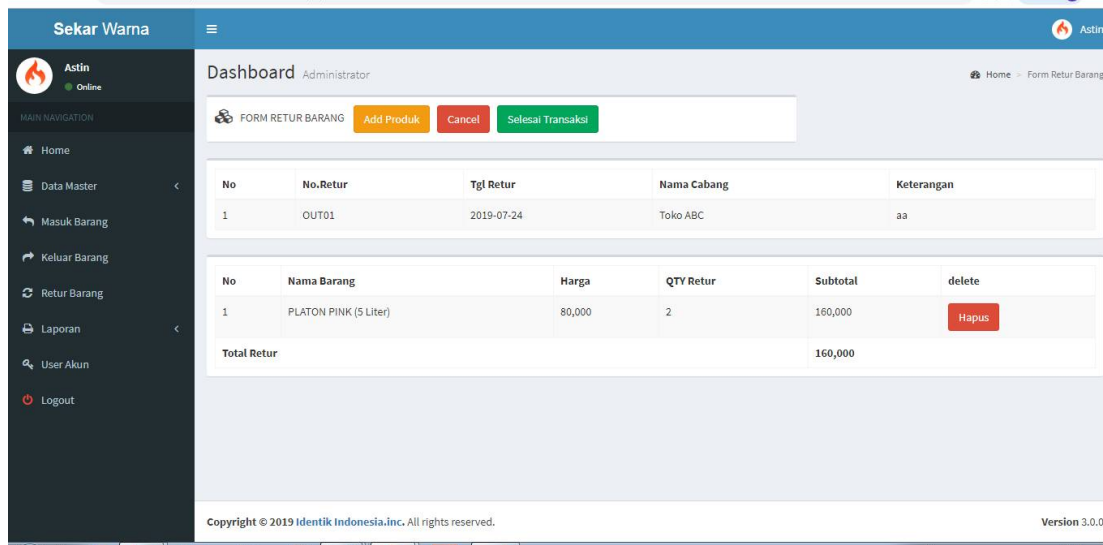 Sekar Warna
Astin
Astin
Online
Dashboard Administrator
Home > Form Retur Barang
MAIN NAVIGATION
FORM RETUR BARANG Add Produk Cancel Selesai Transaksi
Home
Data Master
Masuk Barang
Keluar Barang
Retur Barang
Laporan
User Akun
Logout
No No.Retur Tgl Retur Nama Cabang Keterangan
1 OUT01 2019-07-24 Toko ABC aa
No Nama Barang Harga QTY Retur Subtotal delete
1 PLATON PINK (5 Liter) 80,000 2 160,000 Hapus
Total Retur 160,000
Copyright © 2019 Identik Indonesia.inc. All rights reserved. Version 3.0.0